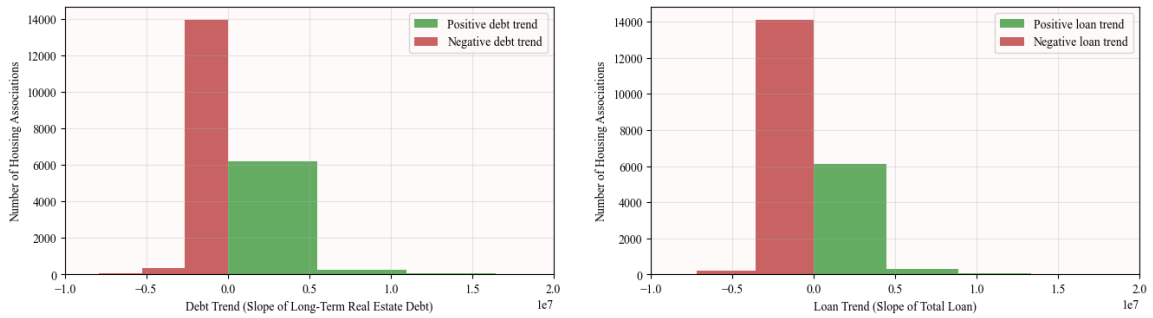 14000
12000
10000
8000
6000
4000
2000
0
Number of Housing Associations
Positive debt trend
Negative debt trend
−1.0 −0.5 0.0 0.5 1.0 1.5 2.0
1e7
Debt Trend (Slope of Long-Term Real Estate Debt)
14000
12000
10000
8000
6000
4000
2000
0
Number of Housing Associations
Positive loan trend
Negative loan trend
−1.0 −0.5 0.0 0.5 1.0 1.5 2.0
1e7
Loan Trend (Slope of Total Loan)